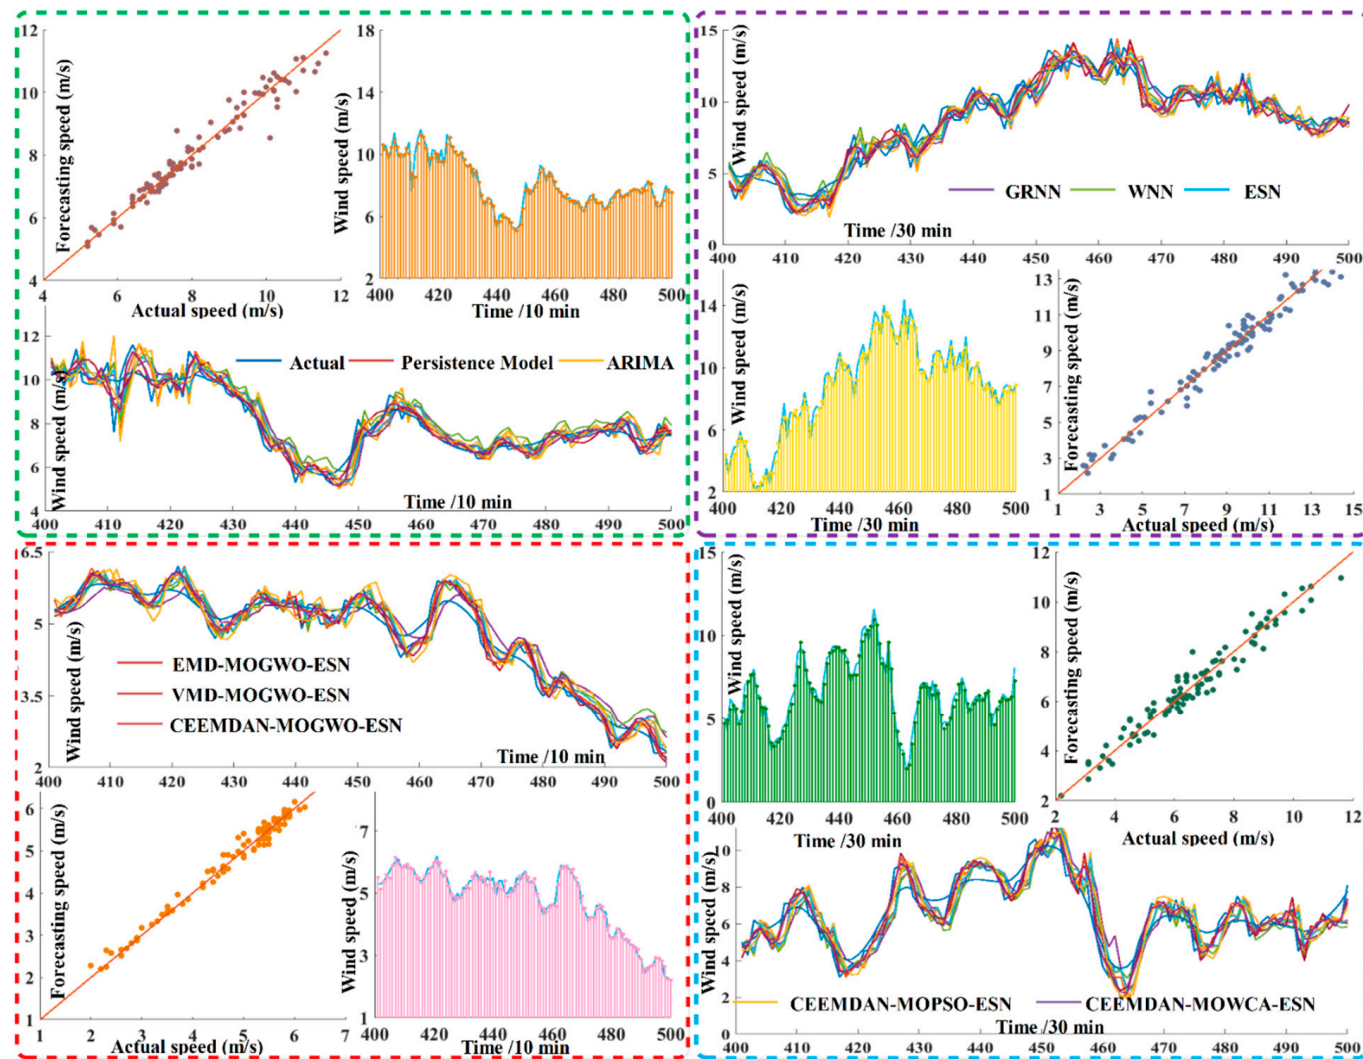 12
10
8
6
4
4 6 8 10 12
Forecasting speed (m/s)
Actual speed (m/s)
18
14
10
6
2
400 420 440 460 480 500
Wind speed (m/s)
Time /10 min
12
10
8
6
4
400 410 420 430 440 450 460 470 480 490 500
Wind speed (m/s)
Actual Persistence Model ARIMA
Time /10 min
15
10
5
0
400 410 420 430 440 450 460 470 480 490 500
Wind speed (m/s)
GRNN WNN ESN
Time /30 min
14
10
6
2
400 420 440 460 480 500
Wind speed (m/s)
Time /30 min
13
11
9
7
5
3
1
1 3 5 7 9 11 13 15
Forecasting speed (m/s)
Actual speed (m/s)
6.5
5
3.5
2
400 410 420 430 440 450 460 470 480 490 500
Wind speed (m/s)
EMD-MOGWO-ESN
VMD-MOGWO-ESN
CEEMDAN-MOGWO-ESN
Time /10 min
6
5
4
3
2
1
1 2 3 4 5 6 7
Forecasting speed (m/s)
Actual speed (m/s)
7
5
3
1
400 420 440 460 480 500
Wind speed (m/s)
Time /10 min
15
10
5
0
400 420 440 460 480 500
Wind speed (m/s)
Time /30 min
12
10
8
6
4
2
2 4 6 8 10 12
Forecasting speed (m/s)
Actual speed (m/s)
10
8
6
4
2
0
400 410 420 430 440 450 460 470 480 490 500
Wind speed (m/s)
CEEMDAN-MOPSO-ESN CEEMDAN-MOWCA-ESN
Time /30 min